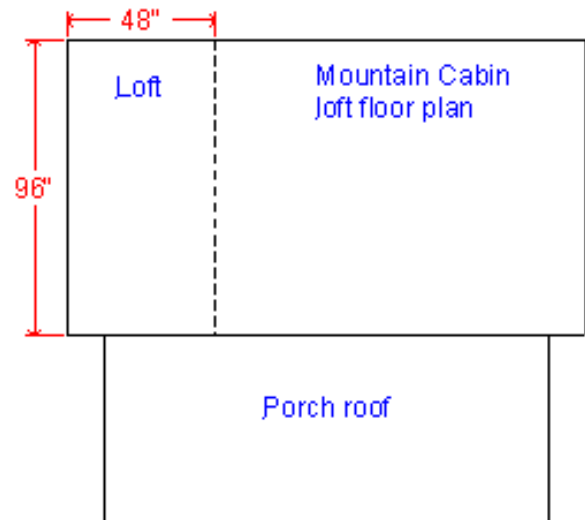 48"
Loft
Mountain Cabin
loft floor plan
96"
Porch roof